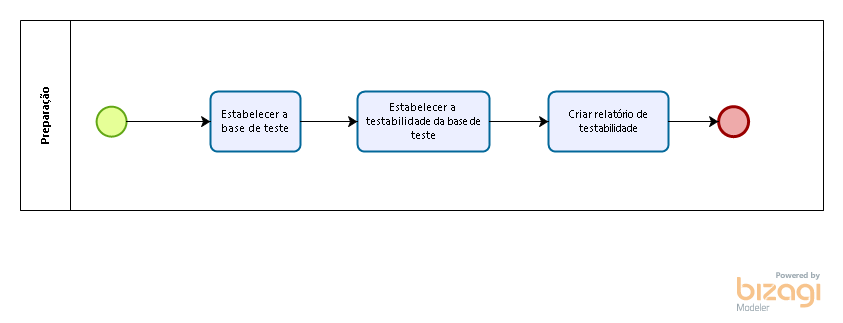 Preparação
Estabelecer a
base de teste
Estabelecer a
testabilidade da base de
teste
Criar relatório de
testabilidade
Powered by
bizagi
Modeler